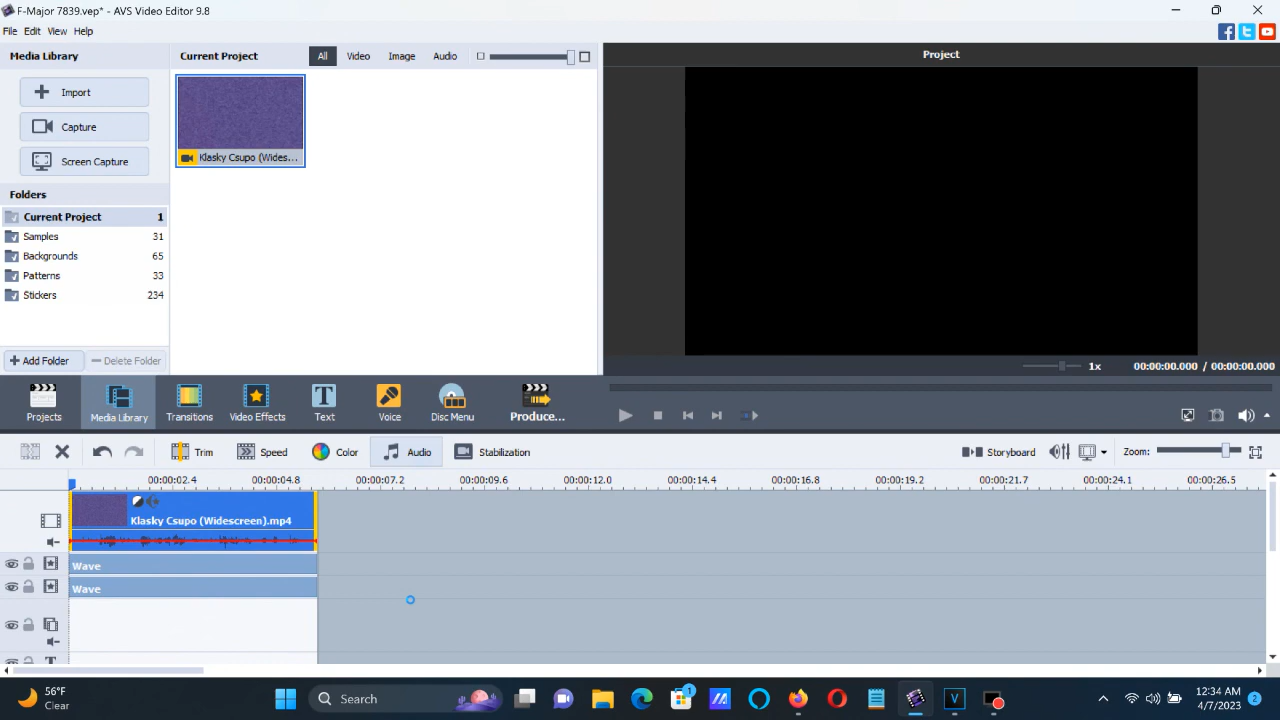 F-Major 7839.vep* - AVS Video Editor 9.8
File Edit View Help
Media Library
Current Project
All
Video
Image
Audio
Project
Import
Capture
Screen Capture
Klasky Csupo (Wides...
Folders
Current Project 1
Samples 31
Backgrounds 65
Patterns 33
Stickers 234
Add Folder
Delete Folder
1x
00:00:00.000 / 00:00:00.000
Projects
Media Library
Transitions
Video Effects
Text
Voice
Disc Menu
Produce...
Trim
Speed
Color
Audio
Stabilization
Storyboard
Zoom:
00:00:02.4
00:00:04.8
00:00:07.2
00:00:09.6
00:00:12.0
00:00:14.4
00:00:16.8
00:00:19.2
00:00:21.7
00:00:24.1
00:00:26.5
Klasky Csupo (Widescreen).mp4
Wave
Wave
56°F
Clear
Search
1
12:34 AM
4/7/2023
2